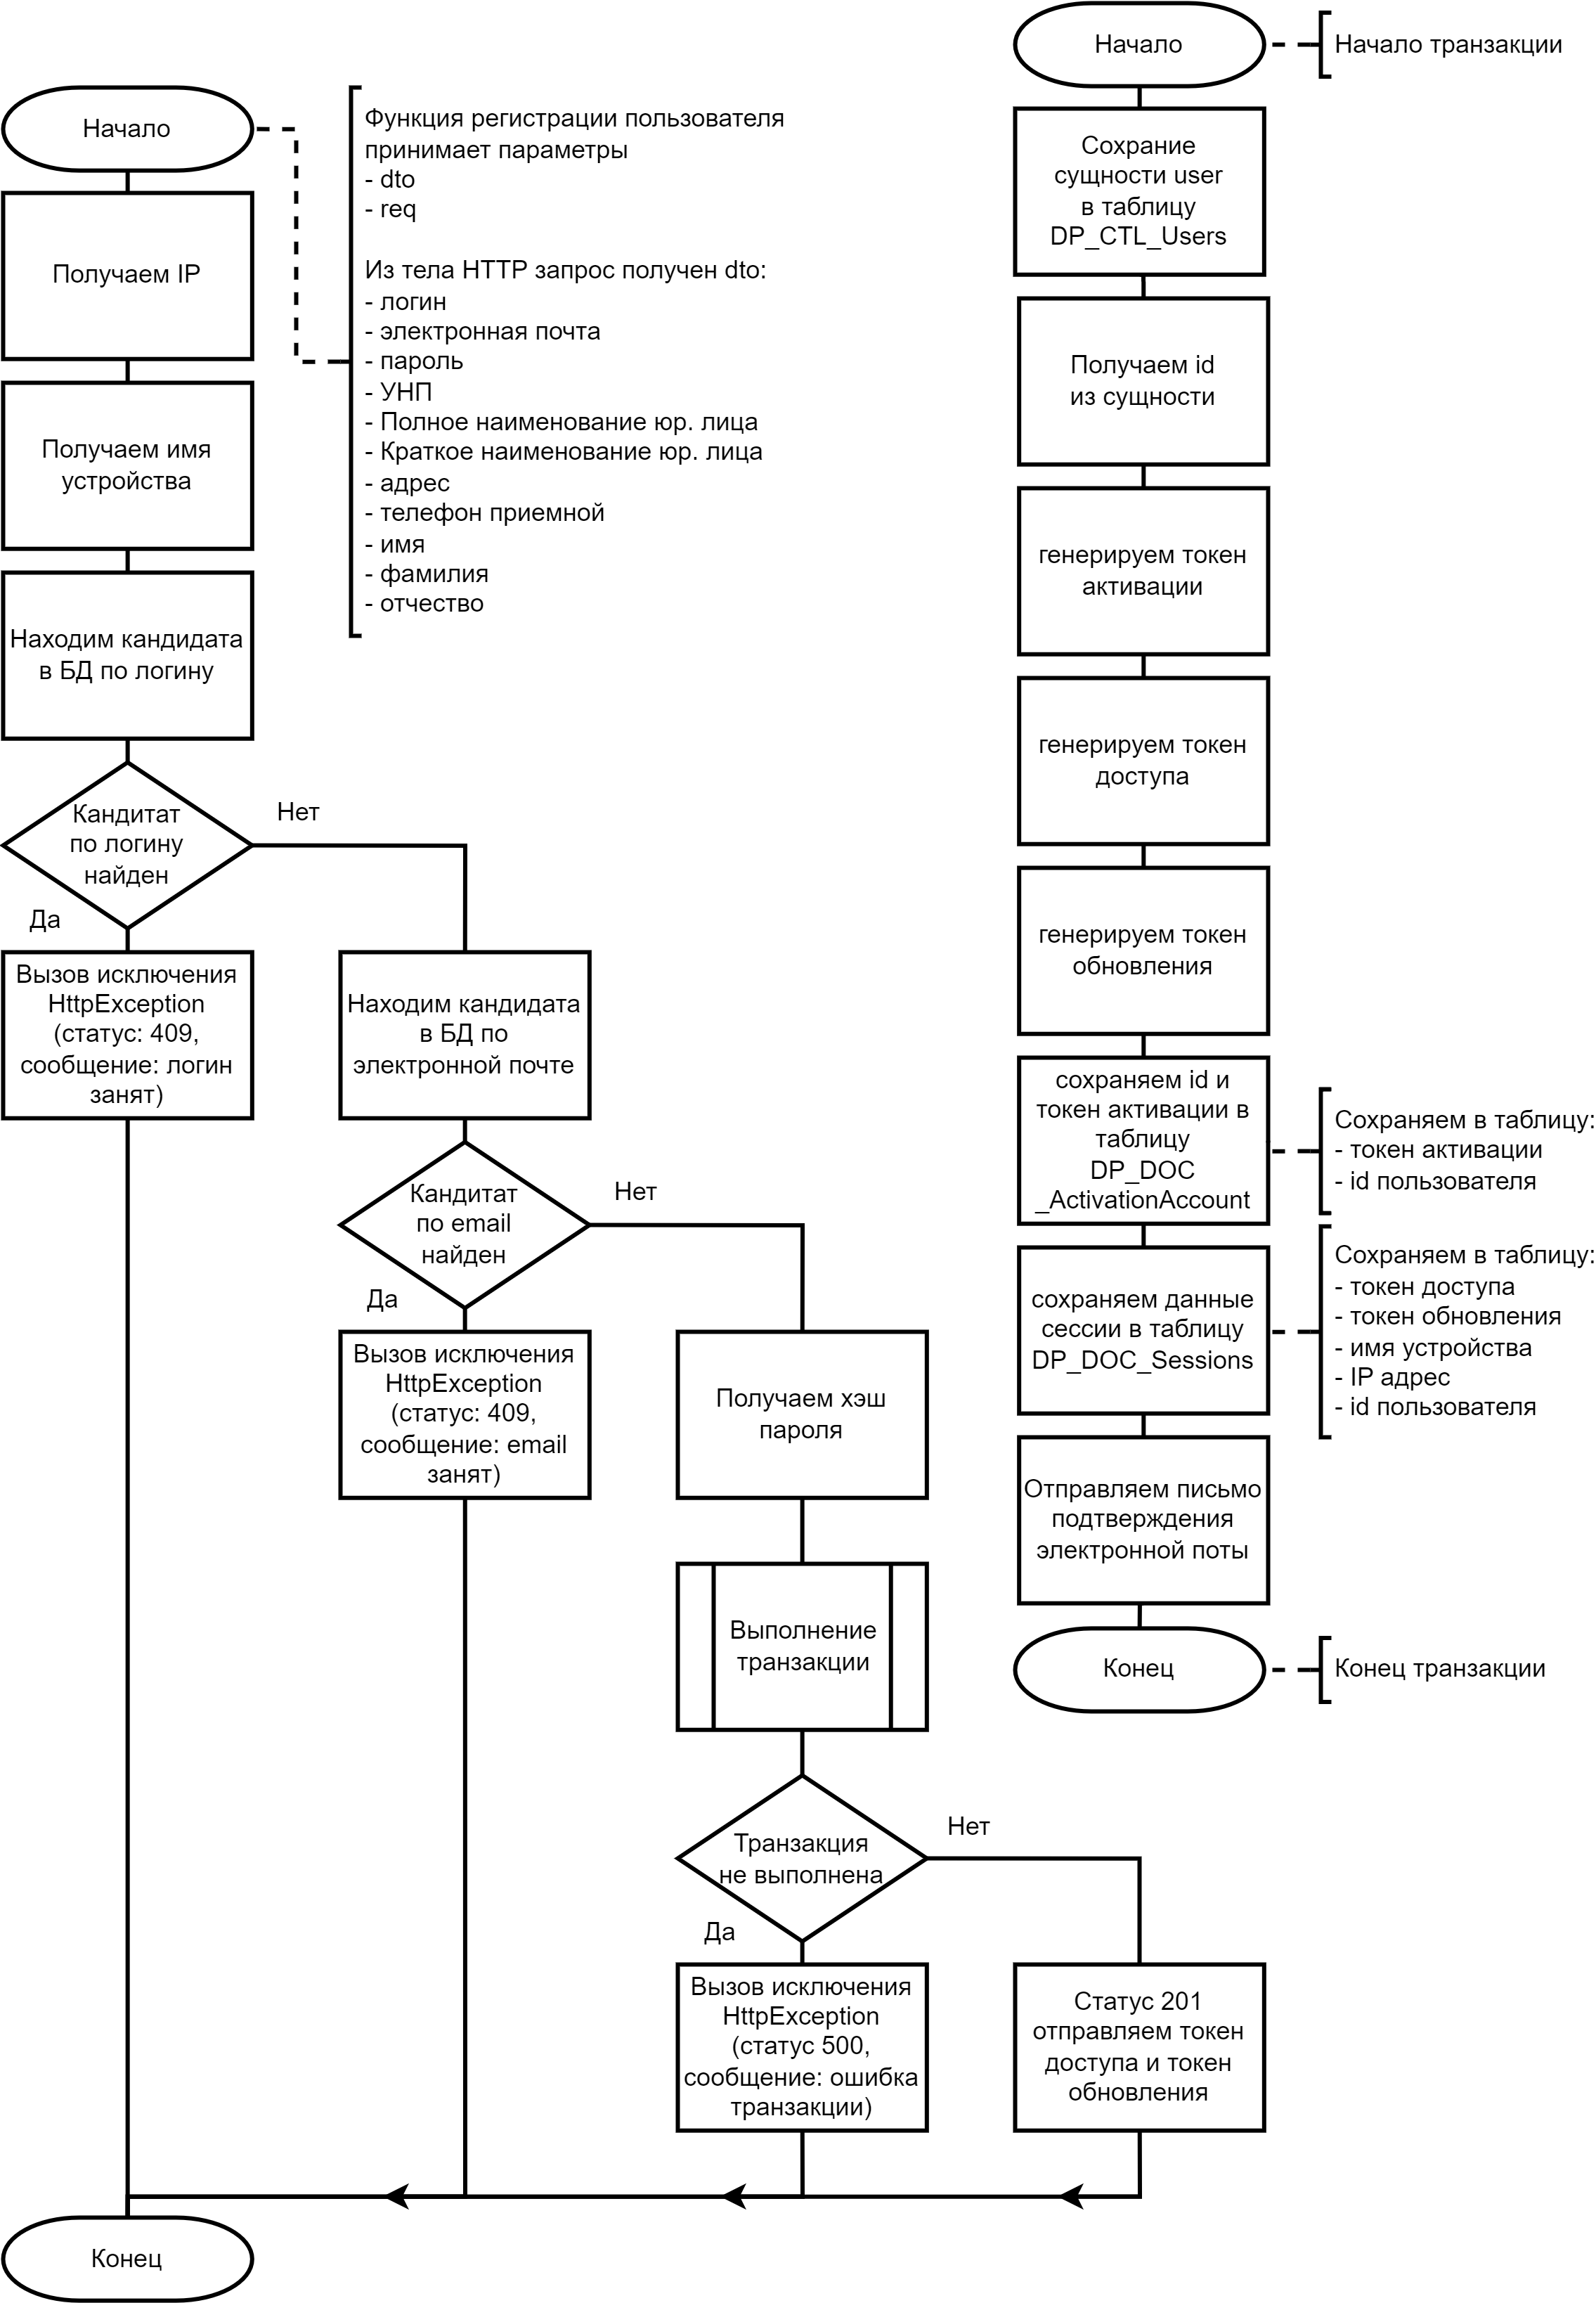 Начало
Функция регистрации пользователя
принимает параметры
- dto
- req
Из тела HTTP запрос получен dto:
- логин
- электронная почта
- пароль
- УНП
- Полное наименование юр. лица
- Краткое наименование юр. лица
- адрес
- телефон приемной
- имя
- фамилия
- отчество
Получаем IP
Получаем имя
устройства
Находим кандидата
в БД по логину
Кандитат
по логину
найден
Нет
Да
Вызов исключения
HttpException
(статус: 409,
сообщение: логин
занят)
Находим кандидата
в БД по
электронной почте
Кандитат
по email
найден
Нет
Да
Вызов исключения
HttpException
(статус: 409,
сообщение: email
занят)
Получаем хэш
пароля
Выполнение
транзакции
Транзакция
не выполнена
Нет
Да
Вызов исключения
HttpException
(статус 500,
сообщение: ошибка
транзакции)
Статус 201
отправляем токен
доступа и токен
обновления
Конец
Начало
Начало транзакции
Сохрание
сущности user
в таблицу
DP_CTL_Users
Получаем id
из сущности
генерируем токен
активации
генерируем токен
доступа
генерируем токен
обновления
сохраняем id и
токен активации в
таблицу
DP_DOC
_ActivationAccount
Сохраняем в таблицу:
- токен активации
- id пользователя
сохраняем данные
сессии в таблицу
DP_DOC_Sessions
Сохраняем в таблицу:
- токен доступа
- токен обновления
- имя устройства
- IP адрес
- id пользователя
Отправляем письмо
подтверждения
электронной поты
Конец
Конец транзакции